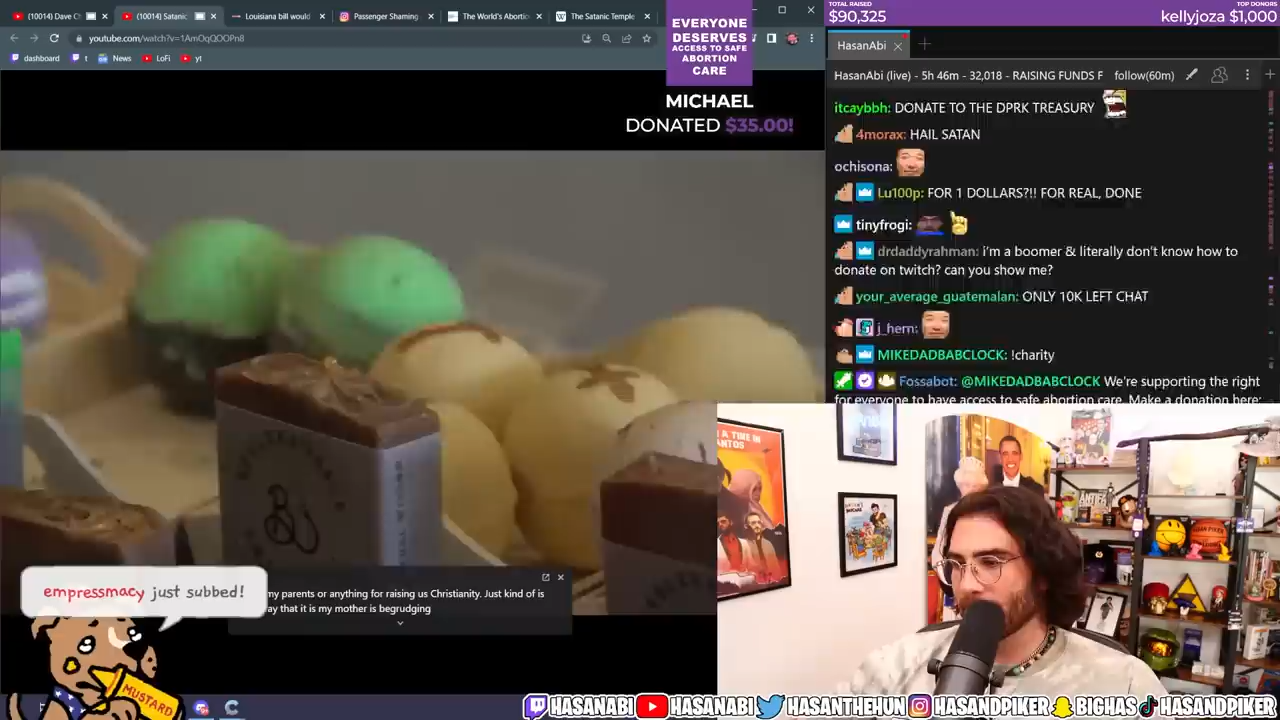 (10014) Dave C
(10014) Satanic
Louisiana bill would
Passenger Shaming
The World's Abortio
The Satanic Temple
youtube.com/watch?v=1AmOqQOOPn8
dashboard
t
News
LoFi
yt
EVERYONE
DESERVES
ACCESS TO SAFE
ABORTION
CARE
MICHAEL
DONATED $35.00!
TOTAL RAISED
$90,325
TOP DONORS
kellyjoza $1,000
HasanAbi
HasanAbi (live) - 5h 46m - 32,018 - RAISING FUNDS F
follow(60m)
itcaybbh: DONATE TO THE DPRK TREASURY
4morax: HAIL SATAN
ochisona:
Lu100p: FOR 1 DOLLARS?!! FOR REAL, DONE
tinyfrogi:
drdaddyrahman: i'm a boomer & literally don't know how to
donate on twitch? can you show me?
your_average_guatemalan: ONLY 10K LEFT CHAT
j_hern:
MIKEDADBABCLOCK: !charity
Fossabot: @MIKEDADBABCLOCK We're supporting the right
for everyone to have access to safe abortion care. Make a donation here:
my parents or anything for raising us Christianity. Just kind of is
ay that it is my mother is begrudging
empressmacy just subbed!
MUSTARD
HASANABI
HASANABI
HASANTHEHUN
HASANDPIKER
BIGHAS
HASANDPIKER